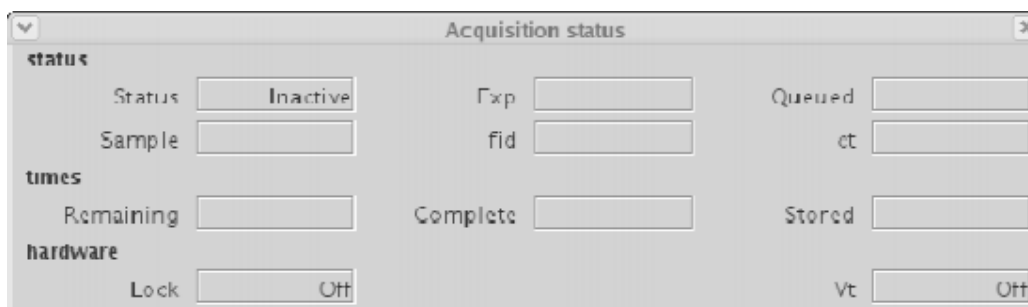 Acquisition status
status
Status Inactive Exp Queued
Sample fid ct
times
Remaining Complete Stored
hardware
Lock Off Vt Off